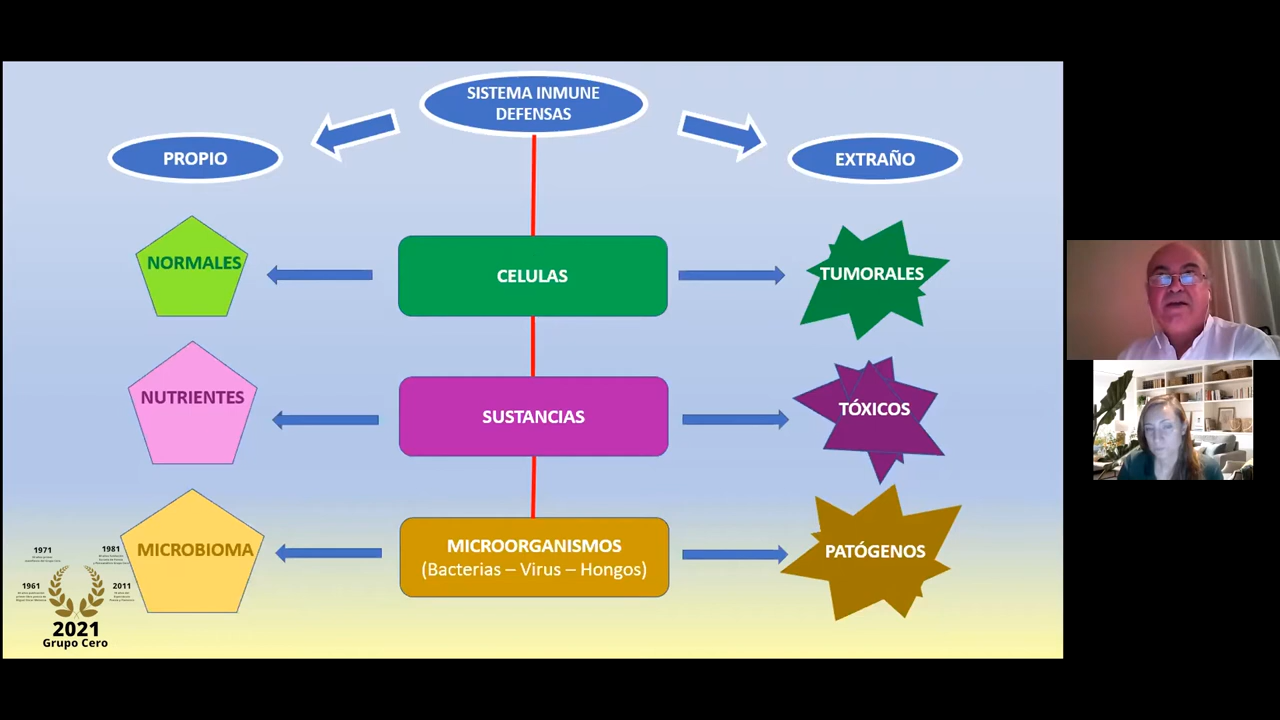 SISTEMA INMUNE
DEFENSAS
PROPIO
EXTRAÑO
NORMALES
CELULAS
TUMORALES
NUTRIENTES
SUSTANCIAS
TÓXICOS
MICROBIOMA
MICROORGANISMOS
(Bacterias – Virus – Hongos)
PATÓGENOS
1971
1981
1961
2011
2021
Grupo Cero